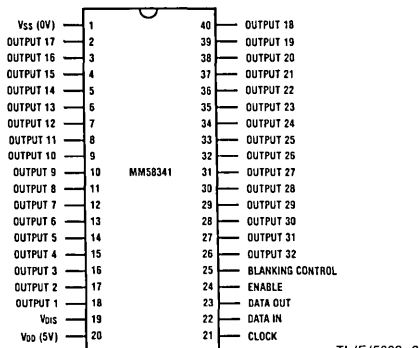 VSS (0V) 1 40 OUTPUT 18
OUTPUT 17 2 39 OUTPUT 19
OUTPUT 16 3 38 OUTPUT 20
OUTPUT 15 4 37 OUTPUT 21
OUTPUT 14 5 36 OUTPUT 22
OUTPUT 13 6 35 OUTPUT 23
OUTPUT 12 7 34 OUTPUT 24
OUTPUT 11 8 33 OUTPUT 25
OUTPUT 10 9 32 OUTPUT 26
OUTPUT 9 10 MM58341 31 OUTPUT 27
OUTPUT 8 11 30 OUTPUT 28
OUTPUT 7 12 29 OUTPUT 29
OUTPUT 6 13 28 OUTPUT 30
OUTPUT 5 14 27 OUTPUT 31
OUTPUT 4 15 26 OUTPUT 32
OUTPUT 3 16 25 BLANKING CONTROL
OUTPUT 2 17 24 ENABLE
OUTPUT 1 18 23 DATA OUT
VDIS 19 22 DATA IN
VDD (5V) 20 21 CLOCK